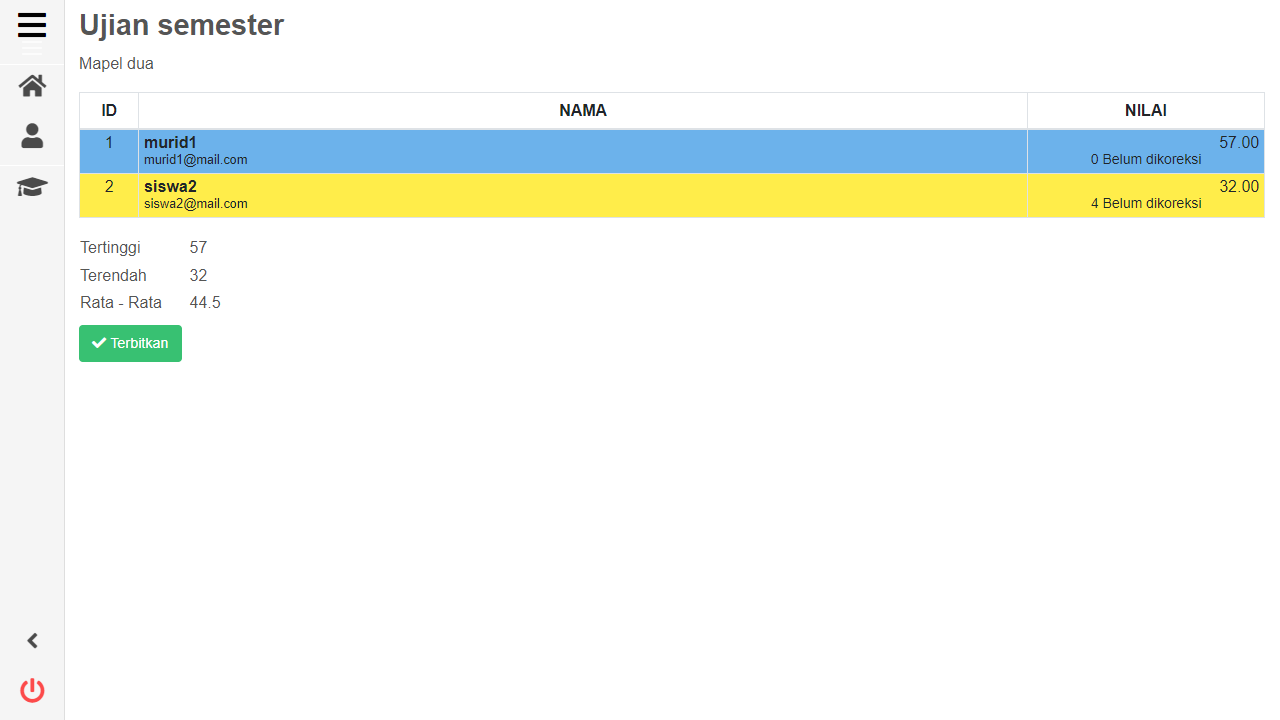 Ujian semester
Mapel dua
ID NAMA NILAI
1 murid1 57.00
murid1@mail.com 0 Belum dikoreksi
2 siswa2 32.00
siswa2@mail.com 4 Belum dikoreksi
Tertinggi 57
Terendah 32
Rata - Rata 44.5
Terbitkan